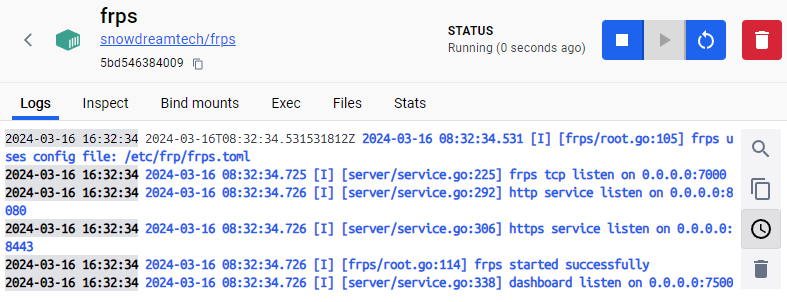 frps
snowdreamtech/frps
5bd546384009
STATUS
Running (0 seconds ago)
Logs Inspect Bind mounts Exec Files Stats
2024-03-16 16:32:34 2024-03-16T08:32:34.531531812Z 2024-03-16 08:32:34.531 [I] [frps/root.go:105] frps u
ses config file: /etc/frp/frps.toml
2024-03-16 16:32:34 2024-03-16 08:32:34.725 [I] [server/service.go:225] frps tcp listen on 0.0.0.0:7000
2024-03-16 16:32:34 2024-03-16 08:32:34.726 [I] [server/service.go:292] http service listen on 0.0.0.0:8
080
2024-03-16 16:32:34 2024-03-16 08:32:34.726 [I] [server/service.go:306] https service listen on 0.0.0.0:
8443
2024-03-16 16:32:34 2024-03-16 08:32:34.726 [I] [frps/root.go:114] frps started successfully
2024-03-16 16:32:34 2024-03-16 08:32:34.726 [I] [server/service.go:338] dashboard listen on 0.0.0.0:7500